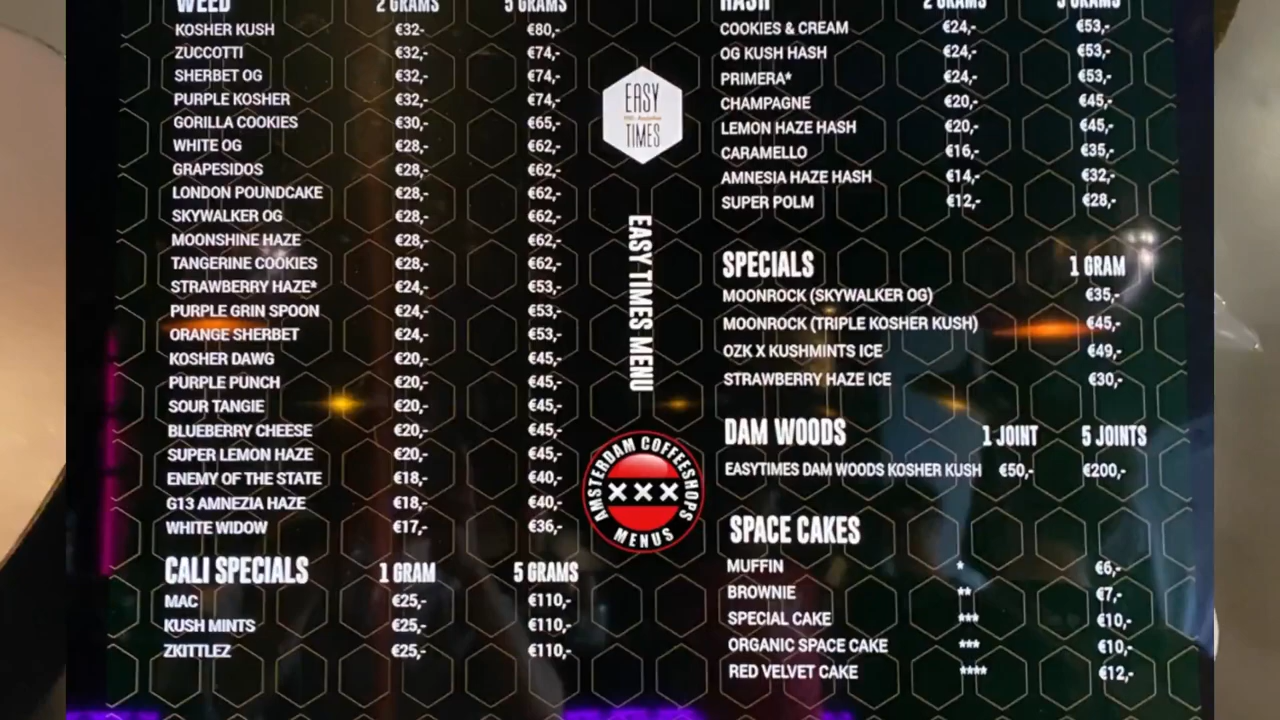 WEED 2 GRAMS 5 GRAMS
KOSHER KUSH €32- €80,-
ZUCCOTTI €32,- €74,-
SHERBET OG €32,- €74,-
PURPLE KOSHER €32,- €74,-
GORILLA COOKIES €30,- €65,-
WHITE OG €28,- €62,-
GRAPESIDOS €28,- €62,-
LONDON POUNDCAKE €28,- €62,-
SKYWALKER OG €28,- €62,-
MOONSHINE HAZE €28,- €62,-
TANGERINE COOKIES €28,- €62,-
STRAWBERRY HAZE* €24,- €53,-
PURPLE GRIN SPOON €24,- €53,-
ORANGE SHERBET €24,- €53,-
KOSHER DAWG €20,- €45,-
PURPLE PUNCH €20,- €45,-
SOUR TANGIE €20,- €45,-
BLUEBERRY CHEESE €20,- €45,-
SUPER LEMON HAZE €20,- €45,-
ENEMY OF THE STATE €18,- €40,-
G13 AMNEZIA HAZE €18,- €40,-
WHITE WIDOW €17,- €36,-
CALI SPECIALS 1 GRAM 5 GRAMS
MAC €25,- €110,-
KUSH MINTS €25,- €110,-
ZKITTLEZ €25,- €110,-
EASY
TIMES
EASY TIMES MENU
AMSTERDAM COFFEESHOPS
XXX
MENUS
HASH 2 GRAMS 5 GRAMS
COOKIES & CREAM €24,- €53,-
OG KUSH HASH €24,- €53,-
PRIMERA* €24,- €53,-
CHAMPAGNE €20,- €45,-
LEMON HAZE HASH €20,- €45,-
CARAMELLO €16,- €35,-
AMNESIA HAZE HASH €14,- €32,-
SUPER POLM €12,- €28,-
SPECIALS 1 GRAM
MOONROCK (SKYWALKER OG) €35,-
MOONROCK (TRIPLE KOSHER KUSH) €45,-
OZK X KUSHMINTS ICE €49,-
STRAWBERRY HAZE ICE €30,-
DAM WOODS 1 JOINT 5 JOINTS
EASYTIMES DAM WOODS KOSHER KUSH €50,- €200,-
SPACE CAKES
MUFFIN * €6,-
BROWNIE ** €7,-
SPECIAL CAKE *** €10,-
ORGANIC SPACE CAKE *** €10,-
RED VELVET CAKE **** €12,-